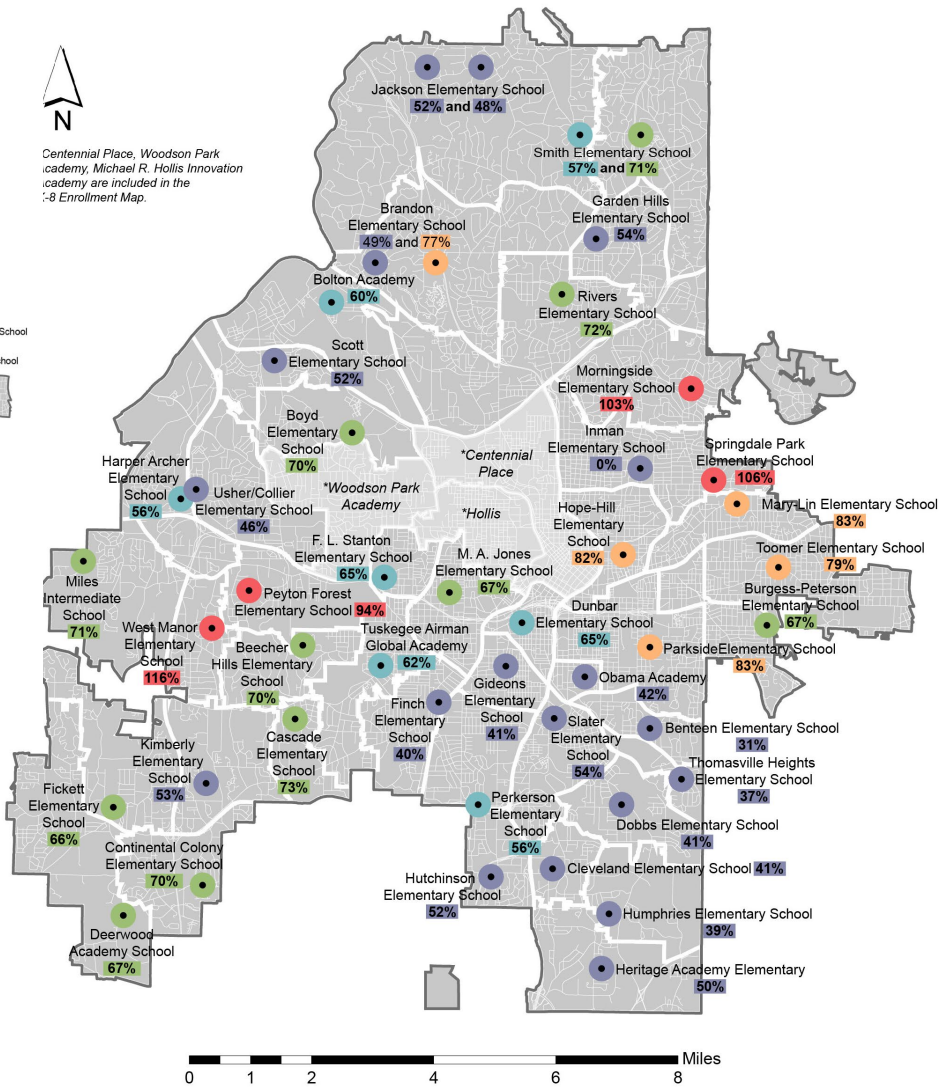 Jackson Elementary School
52% and 48%
N
Smith Elementary School
57% and 71%
Centennial Place, Woodson Park
Academy, Michael R. Hollis Innovation
Academy are included in the
-8 Enrollment Map.
Garden Hills
Elementary School
54%
Brandon
Elementary School
49% and 77%
Bolton Academy
60%
Rivers
Elementary School
72%
School
hool
Scott
Elementary School
52%
Morningside
Elementary School
103%
Boyd
Elementary
School
70%
Inman
Elementary School
0%
*Centennial
Place
Springdale Park
Elementary School
106%
Harper Archer
Elementary
School
56%
Usher/Collier
Elementary School
46%
*Woodson Park
Academy
*Hollis
Mary-Lin Elementary School
83%
Hope-Hill
Elementary
School
82%
F. L. Stanton
Elementary School
65%
M. A. Jones
Elementary School
67%
Toomer Elementary School
79%
Miles
Intermediate
School
71%
Peyton Forest
Elementary School 94%
Burgess-Peterson
Elementary School
67%
West Manor
Elementary
School
116%
Beecher
Hills Elementary
School
70%
Tuskegee Airman
Global Academy
62%
Dunbar
Elementary School
65%
ParksideElementary School
83%
Gideons
Elementary
School
41%
Obama Academy
42%
Finch
Elementary
School
40%
Slater
Elementary
School
54%
Benteen Elementary School
31%
Cascade
Elementary
School
73%
Kimberly
Elementary
School
53%
Thomasville Heights
Elementary School
37%
Fickett
Elementary
School
66%
Perkerson
Elementary
School
56%
Dobbs Elementary School
41%
Continental Colony
Elementary School
70%
Cleveland Elementary School 41%
Hutchinson
Elementary School
52%
Humphries Elementary School
39%
Deerwood
Academy School
67%
Heritage Academy Elementary
50%
Miles
0 1 2 4 6 8